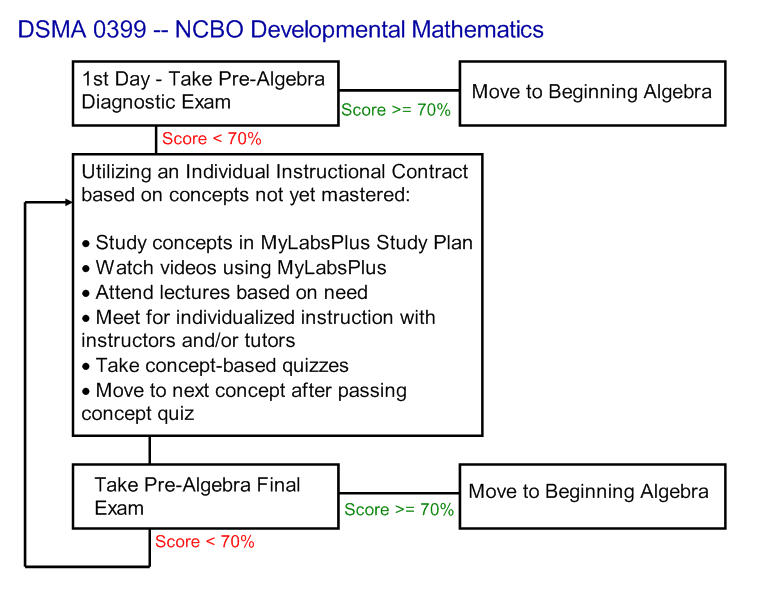 DSMA 0399 -- NCBO Developmental Mathematics
1st Day - Take Pre-Algebra
Diagnostic Exam
Score >= 70%
Move to Beginning Algebra
Score < 70%
Utilizing an Individual Instructional Contract
based on concepts not yet mastered:
• Study concepts in MyLabsPlus Study Plan
• Watch videos using MyLabsPlus
• Attend lectures based on need
• Meet for individualized instruction with
instructors and/or tutors
• Take concept-based quizzes
• Move to next concept after passing
concept quiz
Take Pre-Algebra Final
Exam
Score >= 70%
Move to Beginning Algebra
Score < 70%